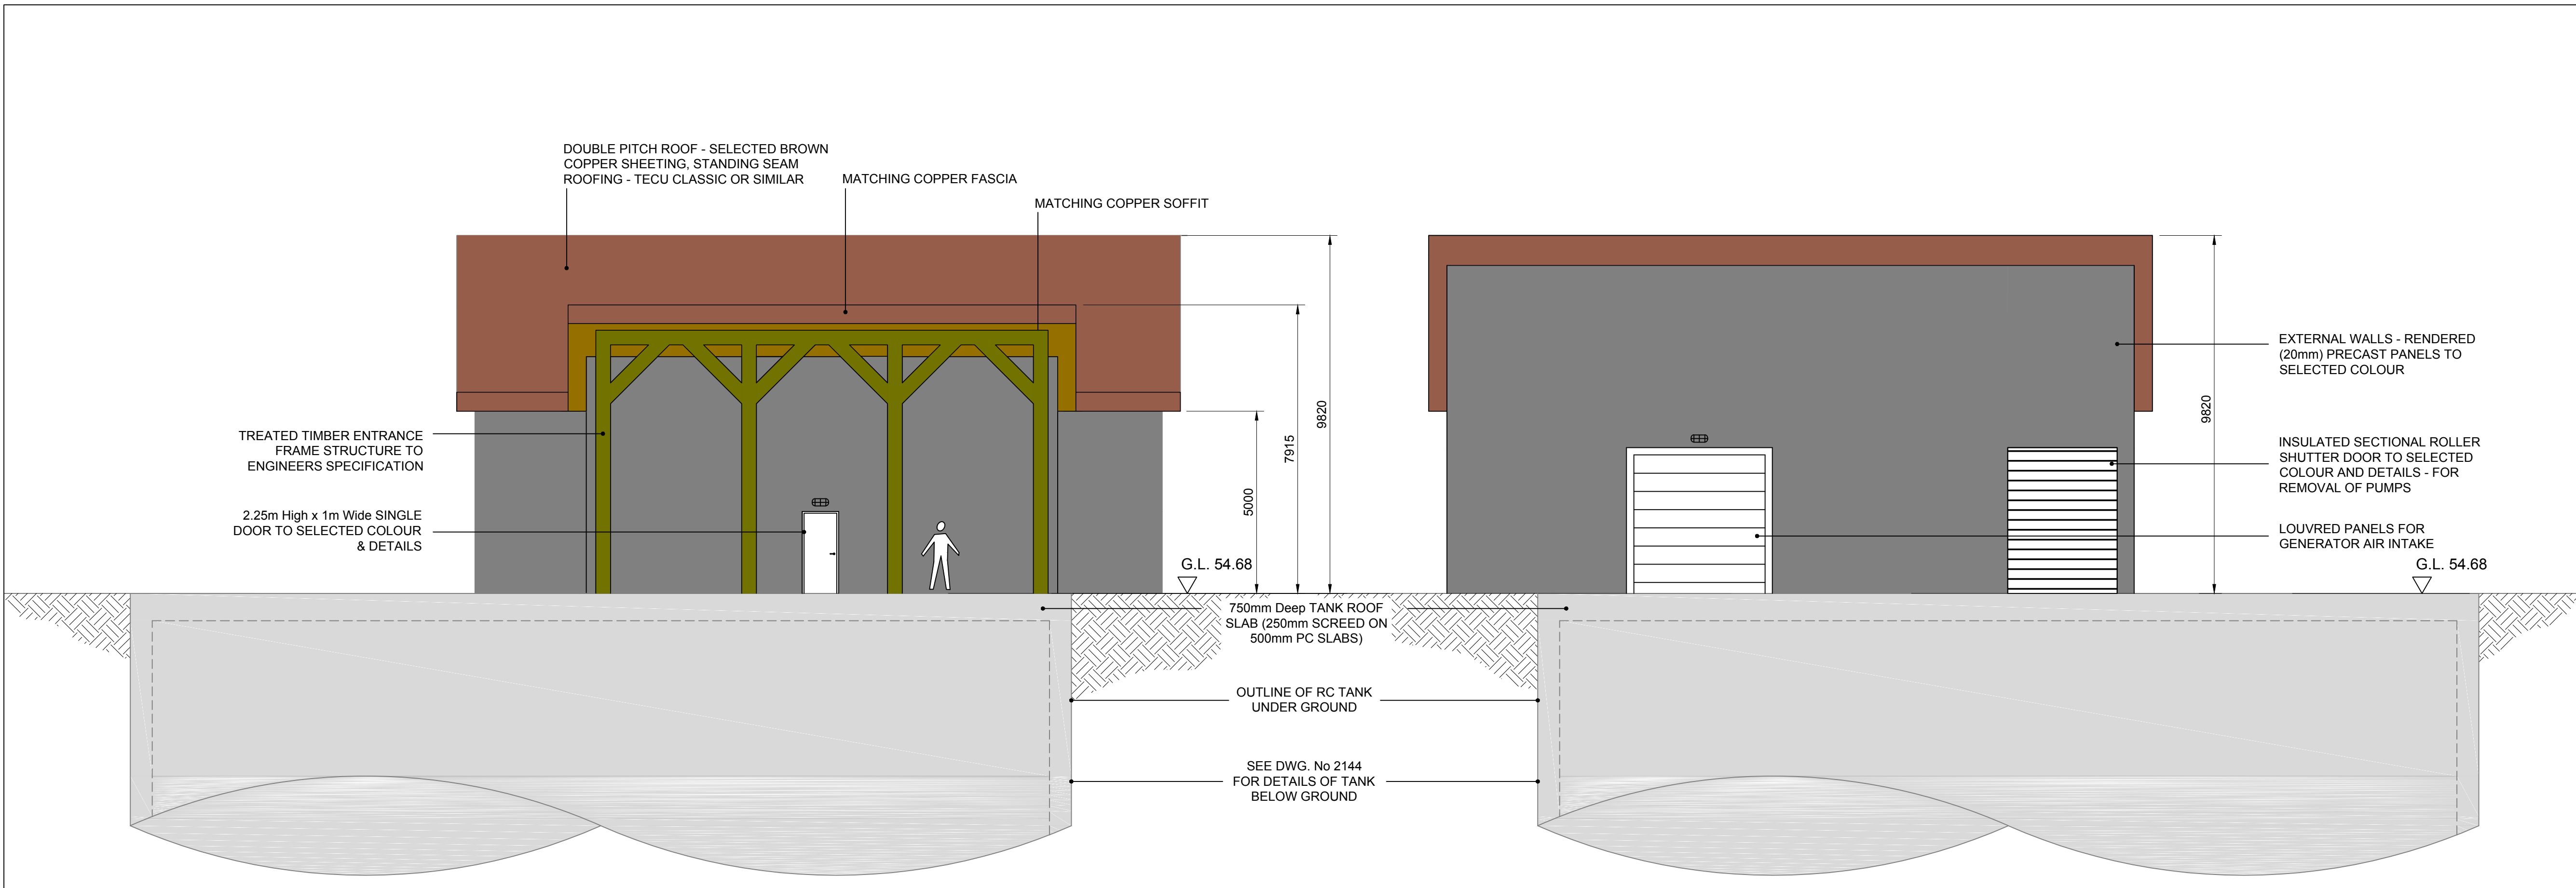 DOUBLE PITCH ROOF - SELECTED BROWN
COPPER SHEETING, STANDING SEAM
ROOFING - TECU CLASSIC OR SIMILAR
MATCHING COPPER FASCIA
MATCHING COPPER SOFFIT
TREATED TIMBER ENTRANCE
FRAME STRUCTURE TO
ENGINEERS SPECIFICATION
2.25m High x 1m Wide SINGLE
DOOR TO SELECTED COLOUR
& DETAILS
5000
7915
9820
G.L. 54.68
750mm Deep TANK ROOF
SLAB (250mm SCREED ON
500mm PC SLABS)
OUTLINE OF RC TANK
UNDER GROUND
SEE DWG. No 2144
FOR DETAILS OF TANK
BELOW GROUND
9820
EXTERNAL WALLS - RENDERED
(20mm) PRECAST PANELS TO
SELECTED COLOUR
INSULATED SECTIONAL ROLLER
SHUTTER DOOR TO SELECTED
COLOUR AND DETAILS - FOR
REMOVAL OF PUMPS
LOUVRED PANELS FOR
GENERATOR AIR INTAKE
G.L. 54.68